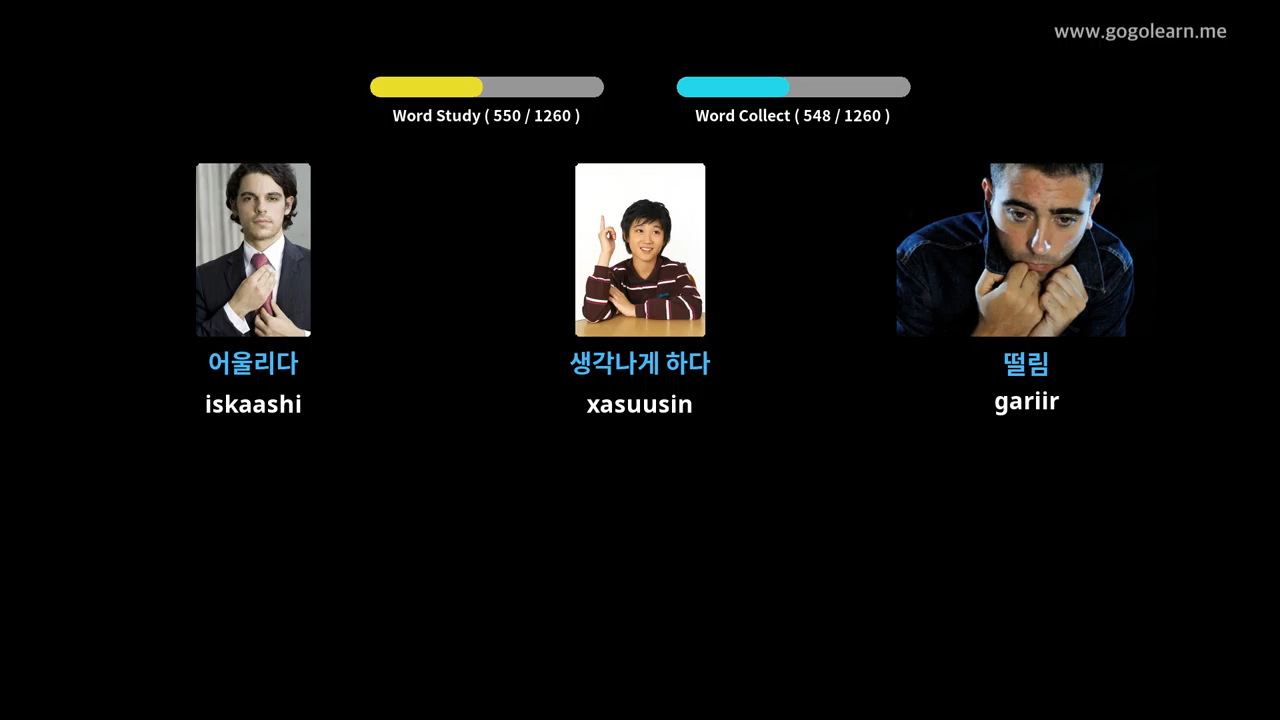 www.gogolearn.me
Word Study ( 550 / 1260 )
Word Collect ( 548 / 1260 )
어울리다
생각나게 하다
떨림
iskaashi
xasuusin
gariir